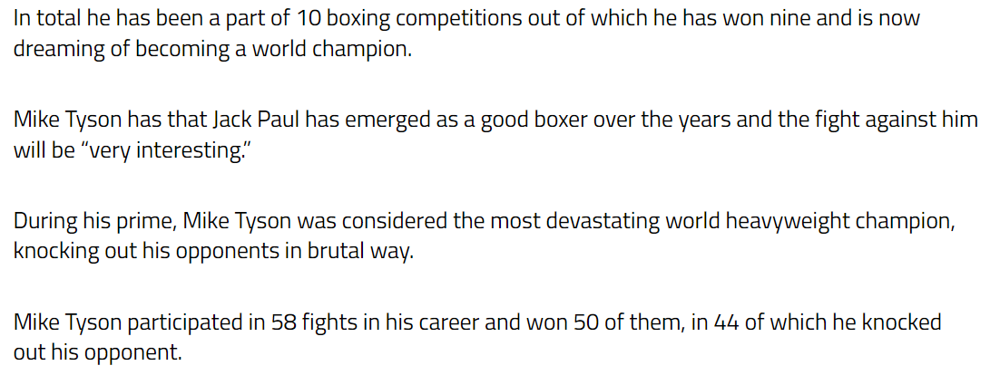 In total he has been a part of 10 boxing competitions out of which he has won nine and is now
dreaming of becoming a world champion.
Mike Tyson has that Jack Paul has emerged as a good boxer over the years and the fight against him
will be “very interesting.”
During his prime, Mike Tyson was considered the most devastating world heavyweight champion,
knocking out his opponents in brutal way.
Mike Tyson participated in 58 fights in his career and won 50 of them, in 44 of which he knocked
out his opponent.